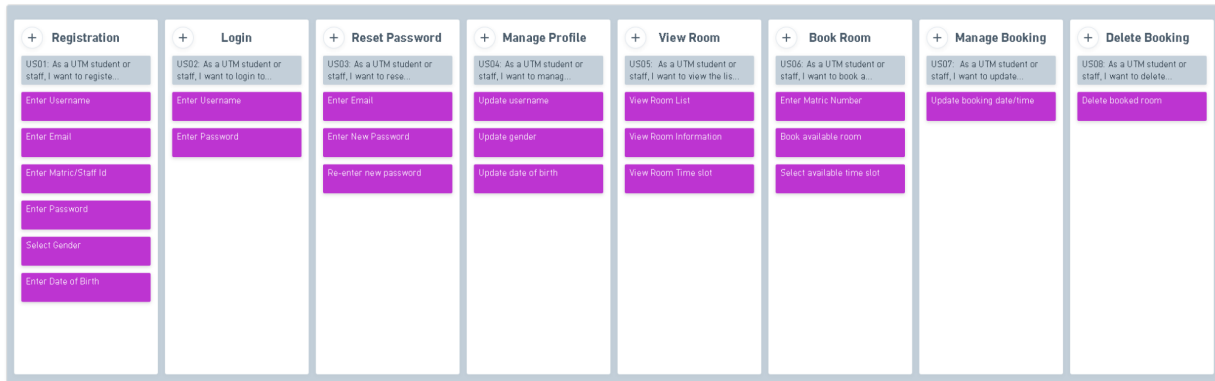 Registration
US01: As a UTM student or
staff, I want to registe...
Enter Username
Enter Email
Enter Matric/Staff Id
Enter Password
Select Gender
Enter Date of Birth
Login
US02: As a UTM student or
staff, I want to login to...
Enter Username
Enter Password
Reset Password
US03: As a UTM student or
staff, I want to rese...
Enter Email
Enter New Password
Re-enter new password
Manage Profile
US04: As a UTM student or
staff, I want to manag...
Update username
Update gender
Update date of birth
View Room
US05: As a UTM student or
staff, I want to view the lis...
View Room List
View Room Information
View Room Time slot
Book Room
US06: As a UTM student or
staff, I want to book a...
Enter Matric Number
Book available room
Select available time slot
Manage Booking
US07: As a UTM student or
staff, I want to update...
Update booking date/time
Delete Booking
US08: As a UTM student or
staff, I want to delete...
Delete booked room